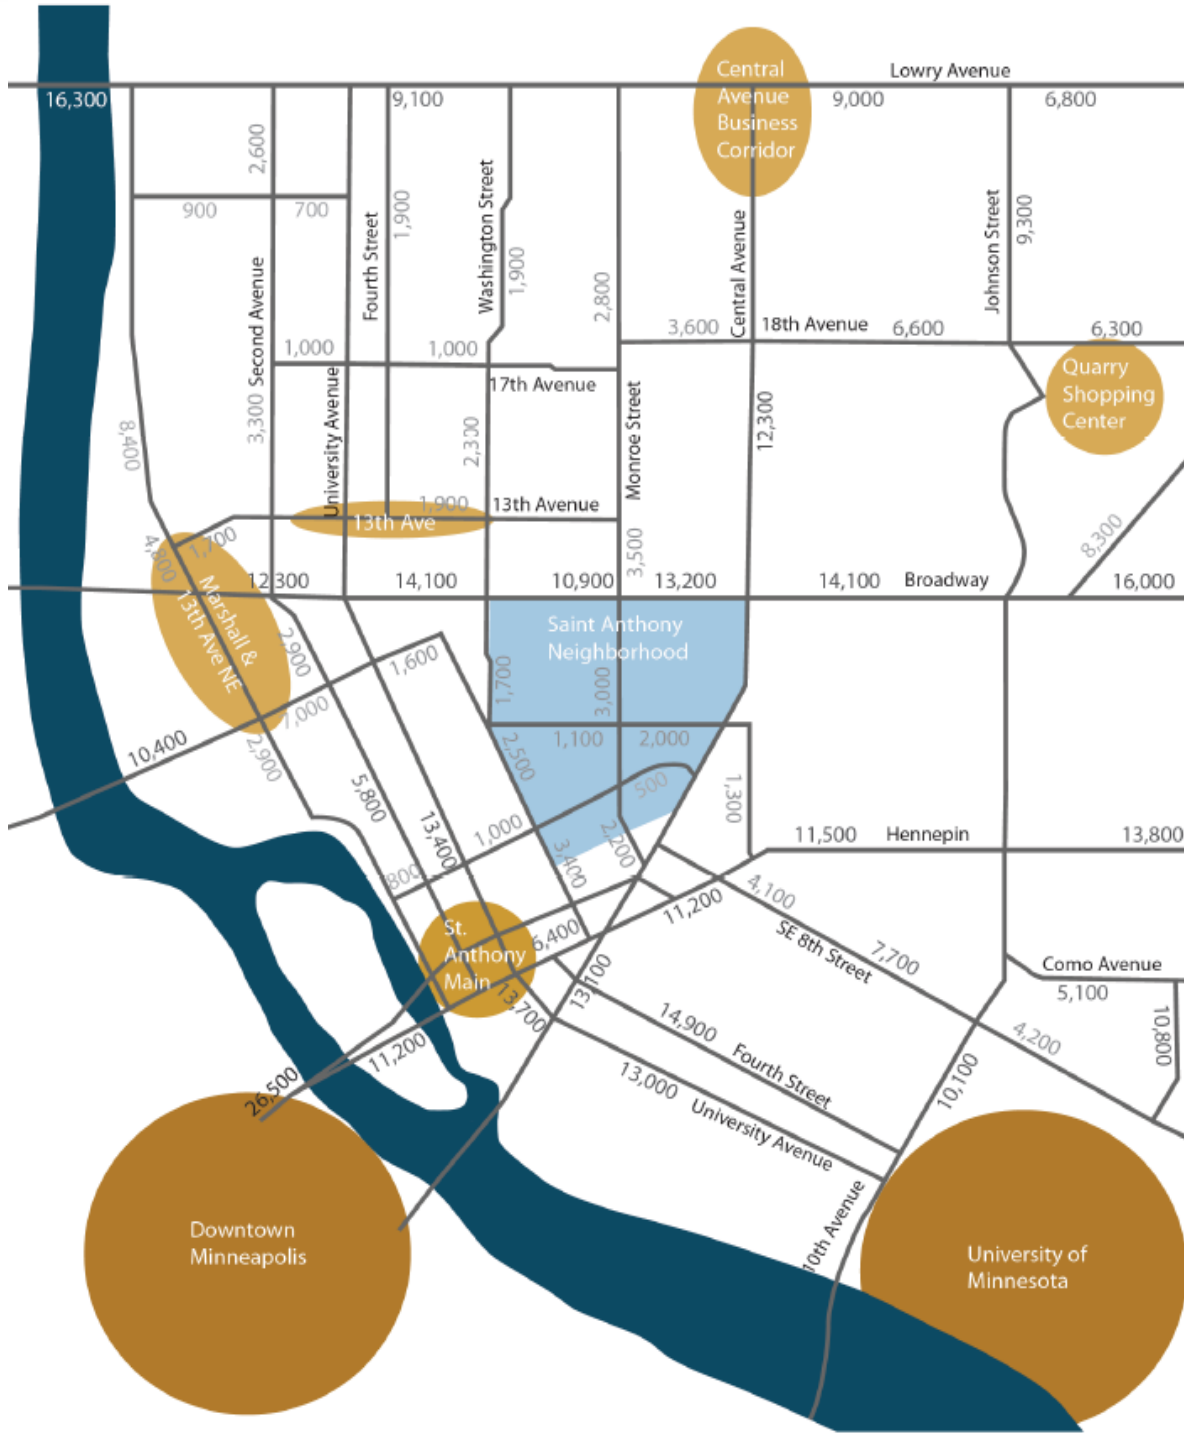 Central
Avenue
Business
Corridor
Lowry Avenue
16,300
9,100
9,000
6,800
2,600
900
700
Fourth Street
1,900
Washington Street
1,900
2,800
Central Avenue
Johnson Street
9,300
Second Avenue
3,300
1,000
1,000
17th Avenue
3,600
18th Avenue
6,600
6,300
Quarry
Shopping
Center
8,400
University Avenue
2,300
Monroe Street
12,300
1,900
13th Avenue
13th Ave
4,800
1,700
3,500
8,300
12,300
14,100
10,900
13,200
14,100
Broadway
16,000
Marshall &
13th Ave NE
2,900
Saint Anthony
Neighborhood
1,600
1,700
3,000
7,000
10,400
2,900
2,500
1,100
2,000
500
1,300
5,800
13,400
1,000
2,200
11,500
Hennepin
13,800
800
3,400
4,100
11,200
St.
Anthony
Main
6,400
SE 8th Street
7,700
13,100
13,700
Como Avenue
5,100
10,800
4,200
11,200
14,900
Fourth Street
13,000
University Avenue
10,100
26,500
10th Avenue
Downtown
Minneapolis
University of
Minnesota